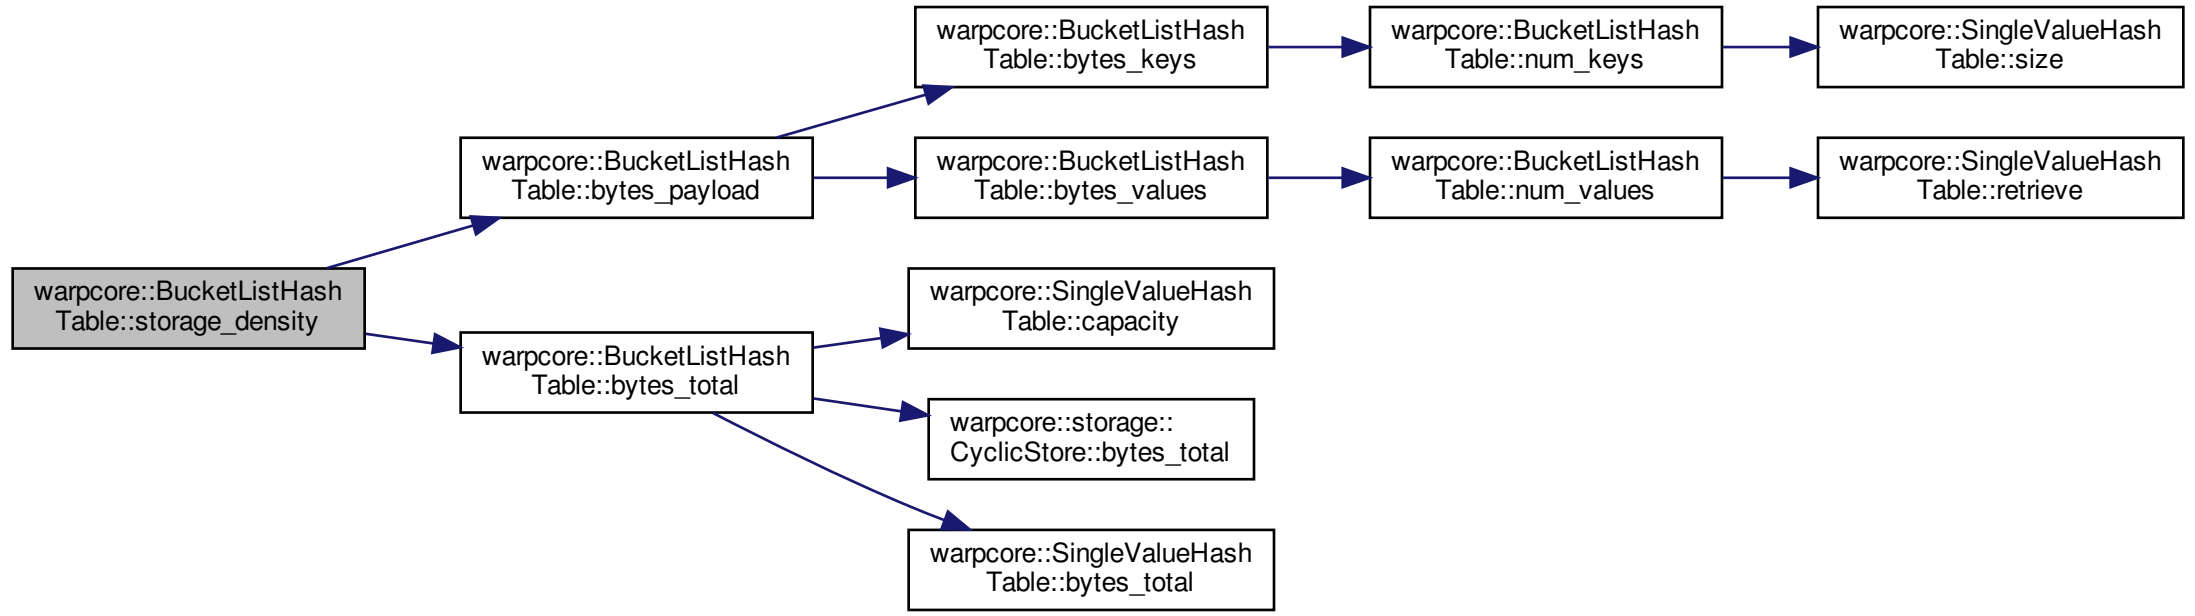 warpcore::BucketListHash
Table::storage_density
warpcore::BucketListHash
Table::bytes_payload
warpcore::BucketListHash
Table::bytes_keys
warpcore::BucketListHash
Table::num_keys
warpcore::SingleValueHash
Table::size
warpcore::BucketListHash
Table::bytes_values
warpcore::BucketListHash
Table::num_values
warpcore::SingleValueHash
Table::retrieve
warpcore::BucketListHash
Table::bytes_total
warpcore::SingleValueHash
Table::capacity
warpcore::storage::
CyclicStore::bytes_total
warpcore::SingleValueHash
Table::bytes_total